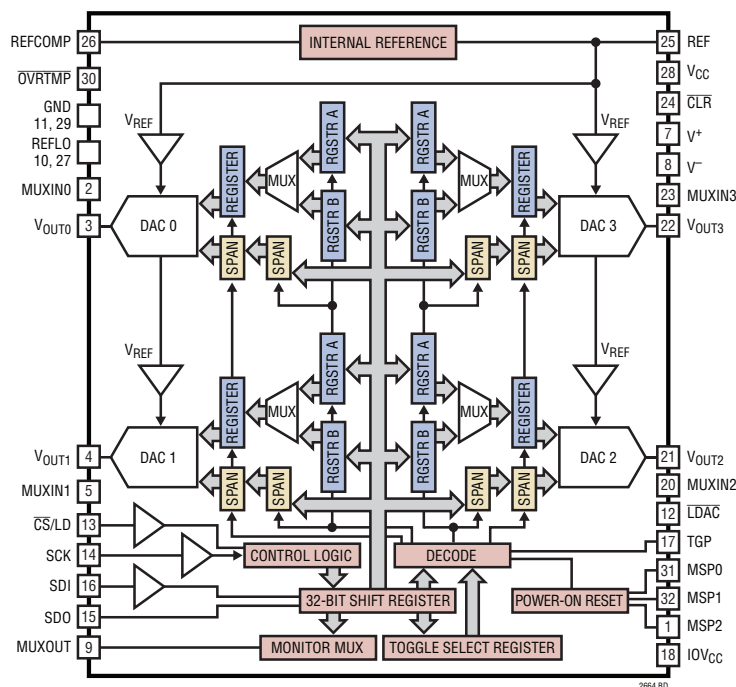 REFCOMP 26 INTERNAL REFERENCE 25 REF
OVRTMP 30 28 VCC
GND 11, 29 24 CLR
VREF VREF
REFLO 10, 27 7 V+
8 V–
MUXIN0 2 23 MUXIN3
VOUT0 3 DAC 0 REGISTER MUX RGSTR A RGSTR A MUX REGISTER DAC 3 22 VOUT3
SPAN SPAN RGSTR B RGSTR B SPAN SPAN
VREF VREF
VOUT1 4 DAC 1 REGISTER MUX RGSTR A RGSTR A MUX REGISTER DAC 2 21 VOUT2
MUXIN1 5 SPAN SPAN RGSTR B RGSTR B SPAN SPAN 20 MUXIN2
CS/LD 13 12 LDAC
SCK 14 CONTROL LOGIC DECODE 17 TGP
SDI 16 32-BIT SHIFT REGISTER POWER-ON RESET 31 MSP0
SDO 15 32 MSP1
1 MSP2
MUXOUT 9 MONITOR MUX TOGGLE SELECT REGISTER 18 IOVCC
2664 BD